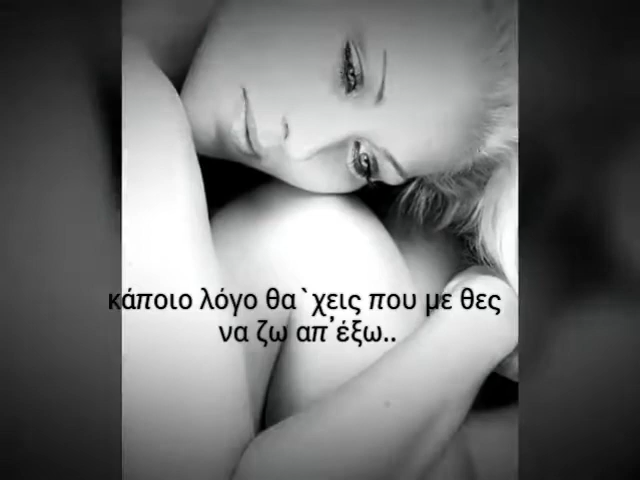 κάποιο λόγο θα`χεις που με θες
να ζω απ΄έξω..